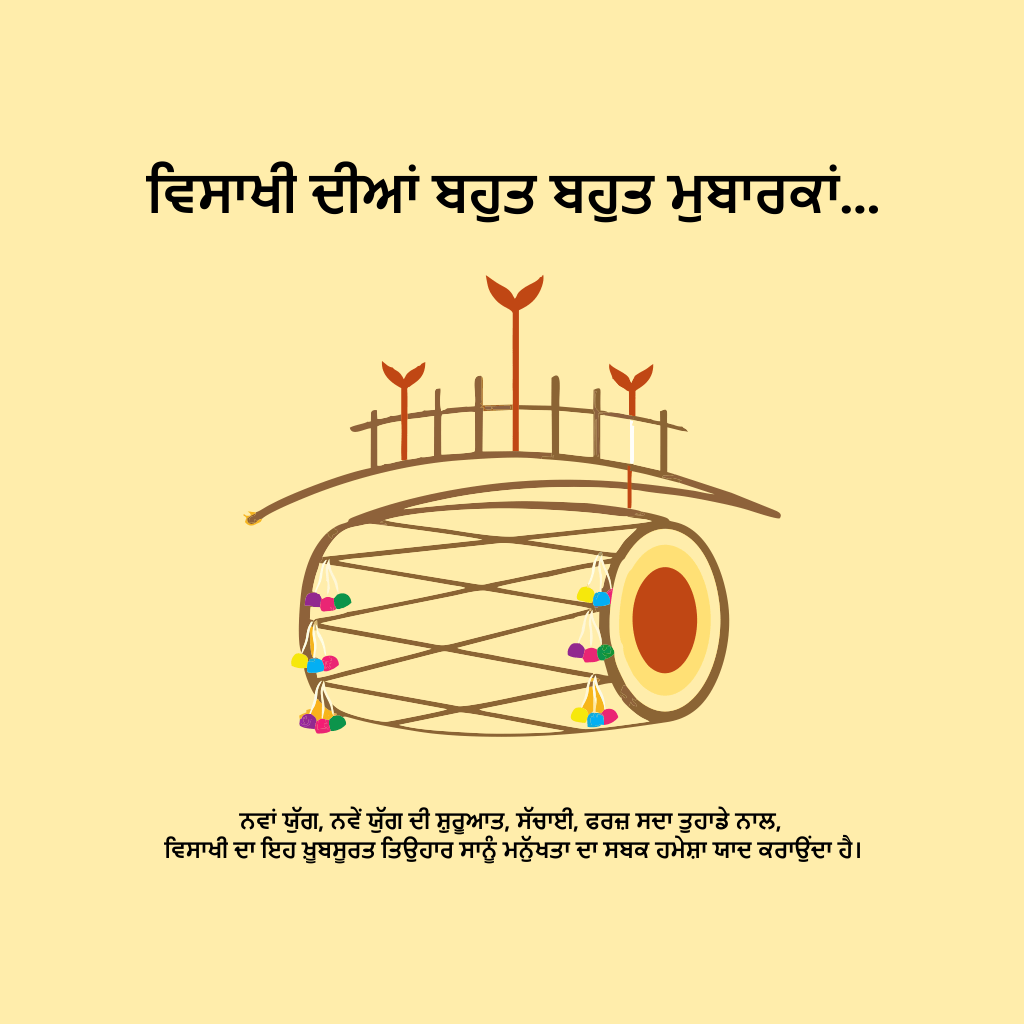 ਵਿਸਾਖੀ ਦੀਆਂ ਬਹੁਤ ਬਹੁਤ ਮੁਬਾਰਕਾਂ...
ਨਵਾਂ ਯੁੱਗ, ਨਵੇਂ ਯੁੱਗ ਦੀ ਸ਼ੁਰੂਆਤ, ਸੱਚਾਈ, ਫਰਜ਼ ਸਦਾ ਤੁਹਾਡੇ ਨਾਲ,
ਵਿਸਾਖੀ ਦਾ ਇਹ ਖ਼ੂਬਸੂਰਤ ਤਿਉਹਾਰ ਸਾਨੂੰ ਮਨੁੱਖਤਾ ਦਾ ਸਬਕ ਹਮੇਸ਼ਾ ਯਾਦ ਕਰਾਉਂਦਾ ਹੈ।